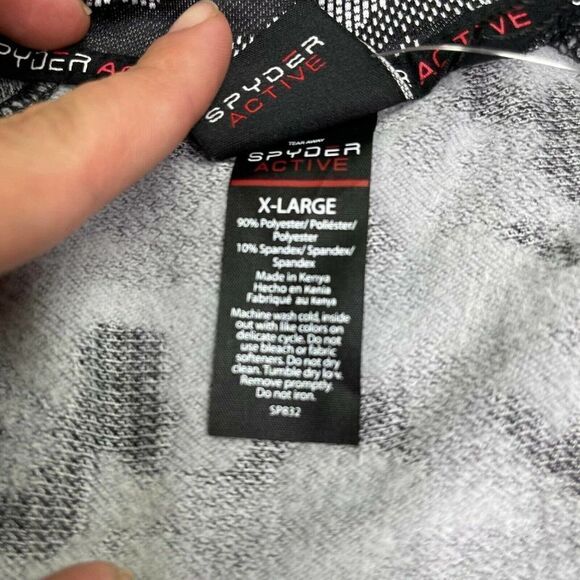 SPYDER ACTIVE
SPYDER
ACTIVE
ACTIVE
TEAR AWAY
SPYDER
ACTIVE
X-LARGE
90% Polyester/ Poliéster/
Polyester
10% Spandex/ Spandex/
Spandex
Made in Kenya
Hecho en Kenia
Fabriqué au Kenya
Machine wash cold, inside
out with like colors on
delicate cycle. Do not
use bleach or fabric
softeners. Do not dry
clean. Tumble dry low.
Remove promptly.
Do not iron.
SP832